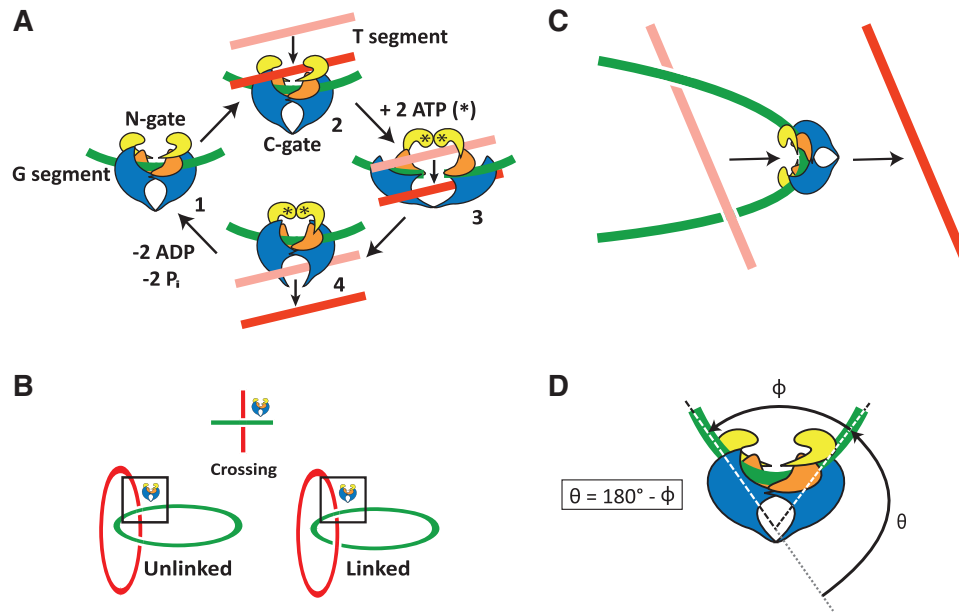 A
T segment
+ 2 ATP (*)
N-gate
2
C-gate
* *
G segment
1
3
* *
-2 ADP
-2 Pᵢ
4
B
Crossing
Unlinked
Linked
C
D
ϕ
θ = 180° - ϕ
θ